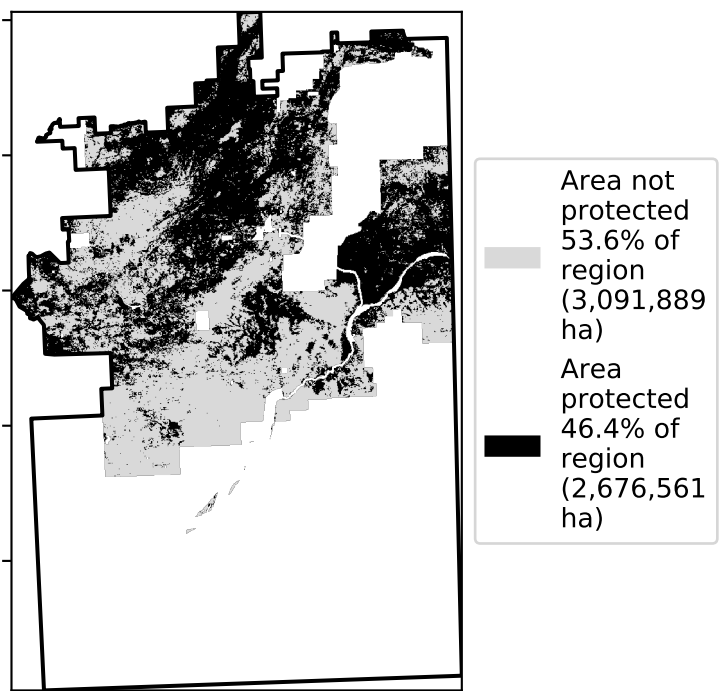 Area not
protected
53.6% of
region
(3,091,889
ha)
Area
protected
46.4% of
region
(2,676,561
ha)